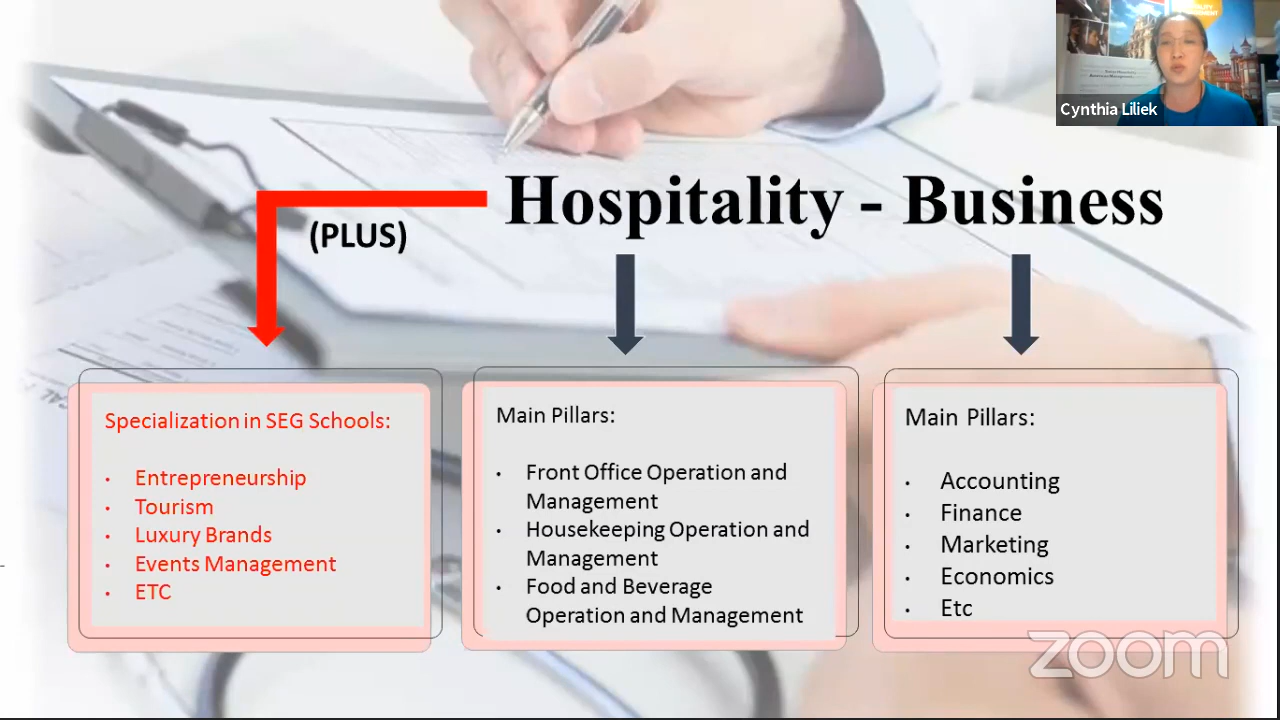 Cynthia Liliek
Hospitality - Business
(PLUS)
Specialization in SEG Schools:
• Entrepreneurship
• Tourism
• Luxury Brands
• Events Management
• ETC
Main Pillars:
• Front Office Operation and
Management
• Housekeeping Operation and
Management
• Food and Beverage
Operation and Management
Main Pillars:
• Accounting
• Finance
• Marketing
• Economics
• Etc
zoom